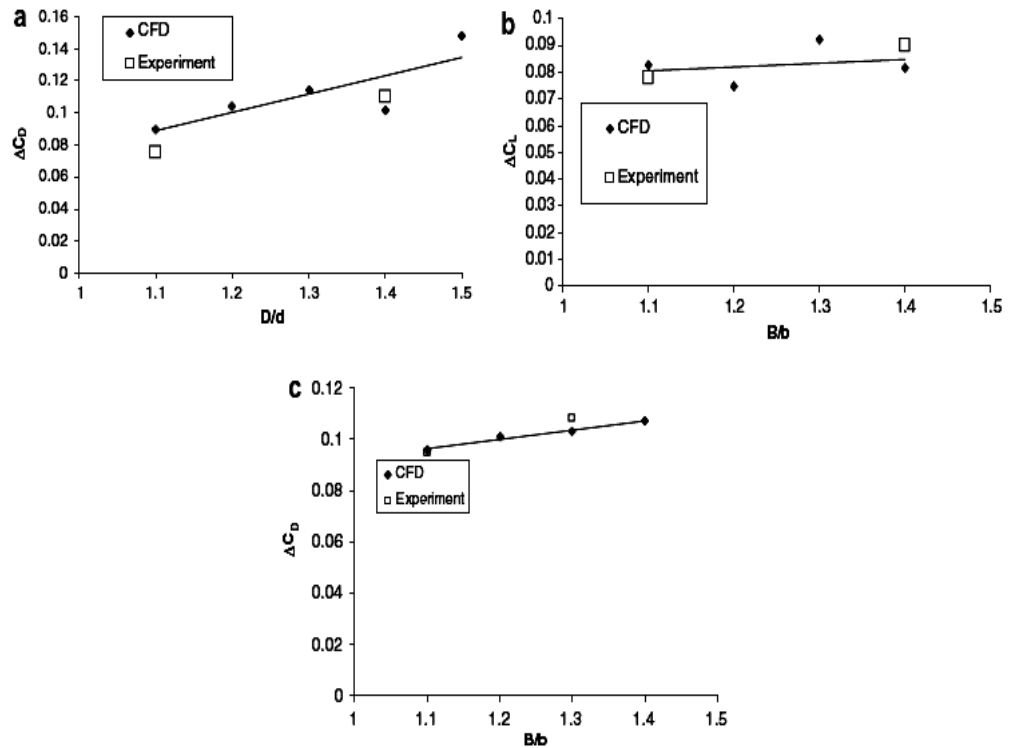 a
CFD
Experiment
0.16
0.14
0.12
0.1
0.08
0.06
0.04
0.02
0
ΔCD
1 1.1 1.2 1.3 1.4 1.5
D/d
b
CFD
Experiment
0.1
0.09
0.08
0.07
0.06
0.05
0.04
0.03
0.02
0.01
0
ΔCL
1 1.1 1.2 1.3 1.4 1.5
B/b
c
CFD
Experiment
0.12
0.1
0.08
0.06
0.04
0.02
0
ΔCD
1 1.1 1.2 1.3 1.4 1.5
B/b